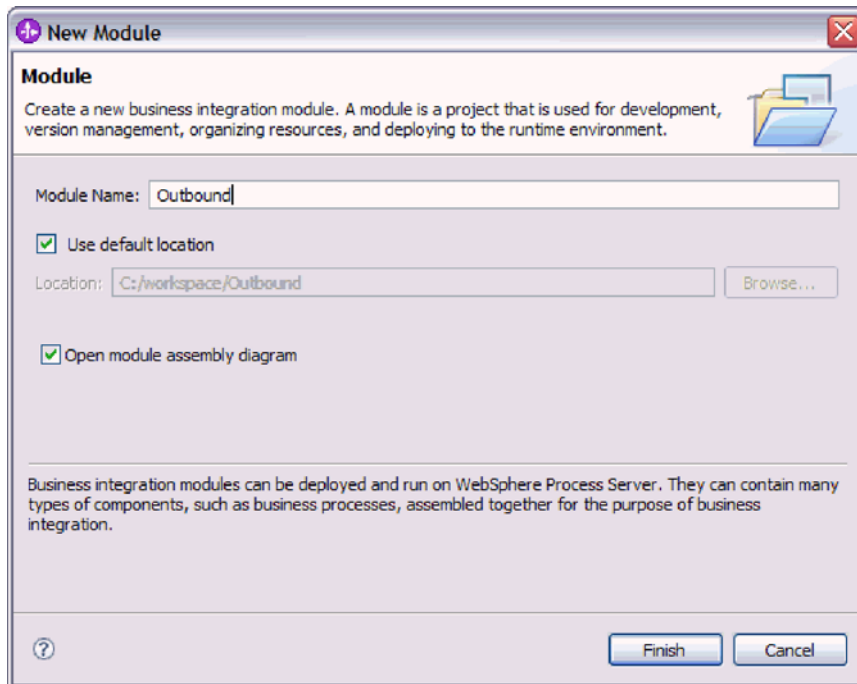 New Module
Module
Create a new business integration module. A module is a project that is used for development,
version management, organizing resources, and deploying to the runtime environment.
Module Name: Outbound
Use default location
Location: C:/workspace/Outbound Browse...
Open module assembly diagram
Business integration modules can be deployed and run on WebSphere Process Server. They can contain many
types of components, such as business processes, assembled together for the purpose of business
integration.
? Finish Cancel